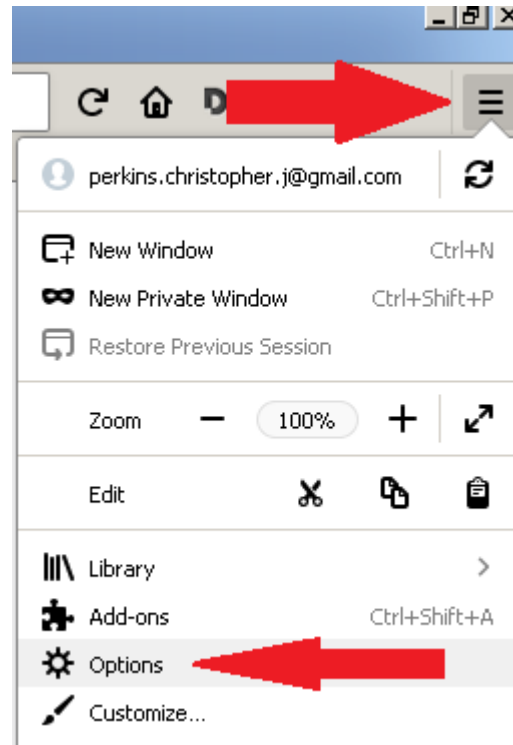 perkins.christopher.j@gmail.com
New Window Ctrl+N
New Private Window Ctrl+Shift+P
Restore Previous Session
Zoom 100%
Edit
Library
Add-ons Ctrl+Shift+A
Options
Customize...